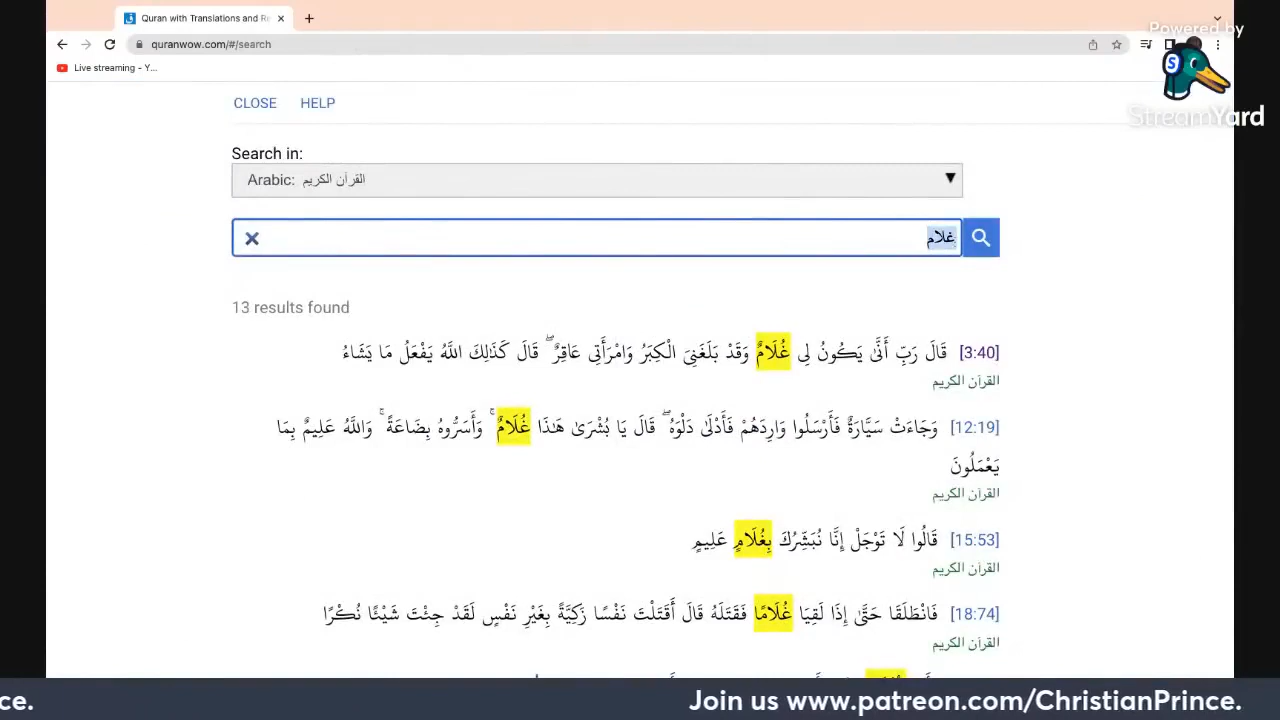 Quran with Translations and Re
quranwow.com/#/search
Live streaming - Y...
Powered by
StreamYard
CLOSE HELP
Search in:
Arabic: القرآن الكريم
غلام
13 results found
[3:40] قَالَ رَبِّ أَنَّىٰ يَكُونُ لِي غُلَامٌ وَقَدْ بَلَغَنِيَ الْكِبَرُ وَامْرَأَتِي عَاقِرٌ ۖ قَالَ كَذَٰلِكَ اللَّهُ يَفْعَلُ مَا يَشَاءُ
القرآن الكريم
[12:19] وَجَاءَتْ سَيَّارَةٌ فَأَرْسَلُوا وَارِدَهُمْ فَأَدْلَىٰ دَلْوَهُ ۖ قَالَ يَا بُشْرَىٰ هَٰذَا غُلَامٌ ۚ وَأَسَرُّوهُ بِضَاعَةً ۚ وَاللَّهُ عَلِيمٌ بِمَا
يَعْمَلُونَ
القرآن الكريم
[15:53] قَالُوا لَا تَوْجَلْ إِنَّا نُبَشِّرُكَ بِغُلَامٍ عَلِيمٍ
القرآن الكريم
[18:74] فَانْطَلَقَا حَتَّىٰ إِذَا لَقِيَا غُلَامًا فَقَتَلَهُ قَالَ أَقَتَلْتَ نَفْسًا زَكِيَّةً بِغَيْرِ نَفْسٍ لَقَدْ جِئْتَ شَيْئًا نُكْرًا
القرآن الكريم
ce. Join us www.patreon.com/ChristianPrince.